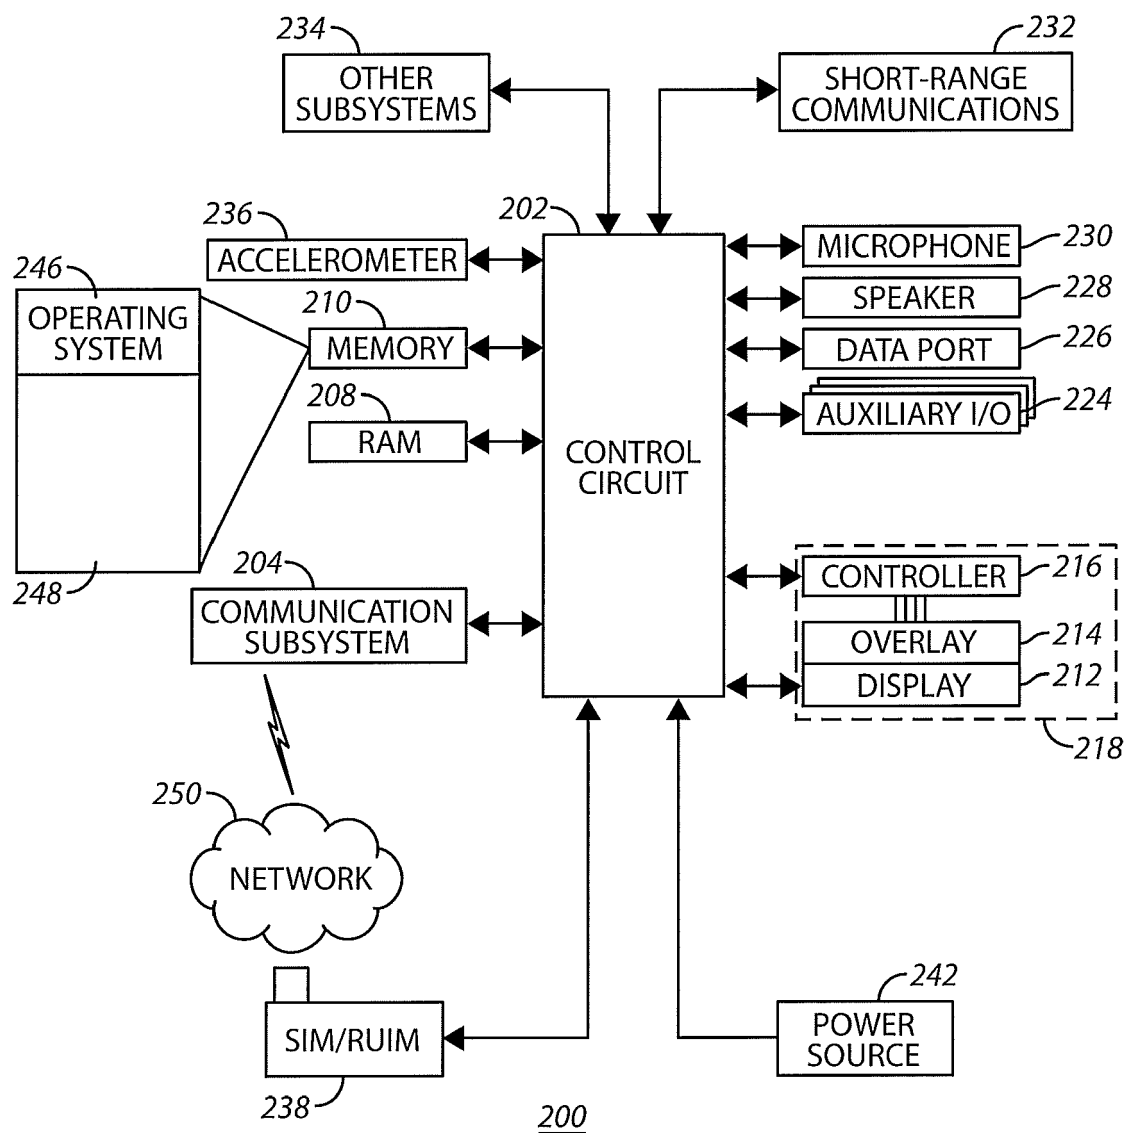 234
232
OTHER
SUBSYSTEMS
SHORT-RANGE
COMMUNICATIONS
236
202
ACCELEROMETER
MICROPHONE
230
246
OPERATING
SYSTEM
210
MEMORY
SPEAKER
228
DATA PORT
226
208
RAM
AUXILIARY I/O
224
CONTROL
CIRCUIT
248
204
COMMUNICATION
SUBSYSTEM
CONTROLLER
216
OVERLAY
214
DISPLAY
212
218
250
NETWORK
242
SIM/RUIM
238
POWER
SOURCE
200